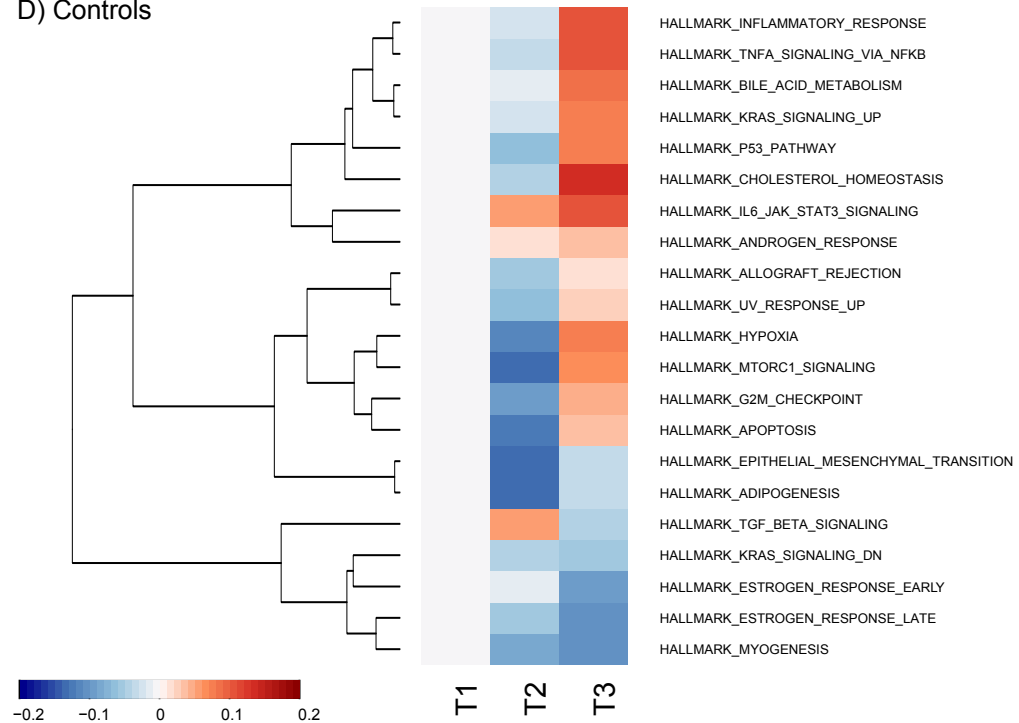 D) Controls
HALLMARK_INFLAMMATORY_RESPONSE
HALLMARK_TNFA_SIGNALING_VIA_NFKB
HALLMARK_BILE_ACID_METABOLISM
HALLMARK_KRAS_SIGNALING_UP
HALLMARK_P53_PATHWAY
HALLMARK_CHOLESTEROL_HOMEOSTASIS
HALLMARK_IL6_JAK_STAT3_SIGNALING
HALLMARK_ANDROGEN_RESPONSE
HALLMARK_ALLOGRAFT_REJECTION
HALLMARK_UV_RESPONSE_UP
HALLMARK_HYPOXIA
HALLMARK_MTORC1_SIGNALING
HALLMARK_G2M_CHECKPOINT
HALLMARK_APOPTOSIS
HALLMARK_EPITHELIAL_MESENCHYMAL_TRANSITION
HALLMARK_ADIPOGENESIS
HALLMARK_TGF_BETA_SIGNALING
HALLMARK_KRAS_SIGNALING_DN
HALLMARK_ESTROGEN_RESPONSE_EARLY
HALLMARK_ESTROGEN_RESPONSE_LATE
HALLMARK_MYOGENESIS
T1 T2 T3
−0.2 −0.1 0 0.1 0.2